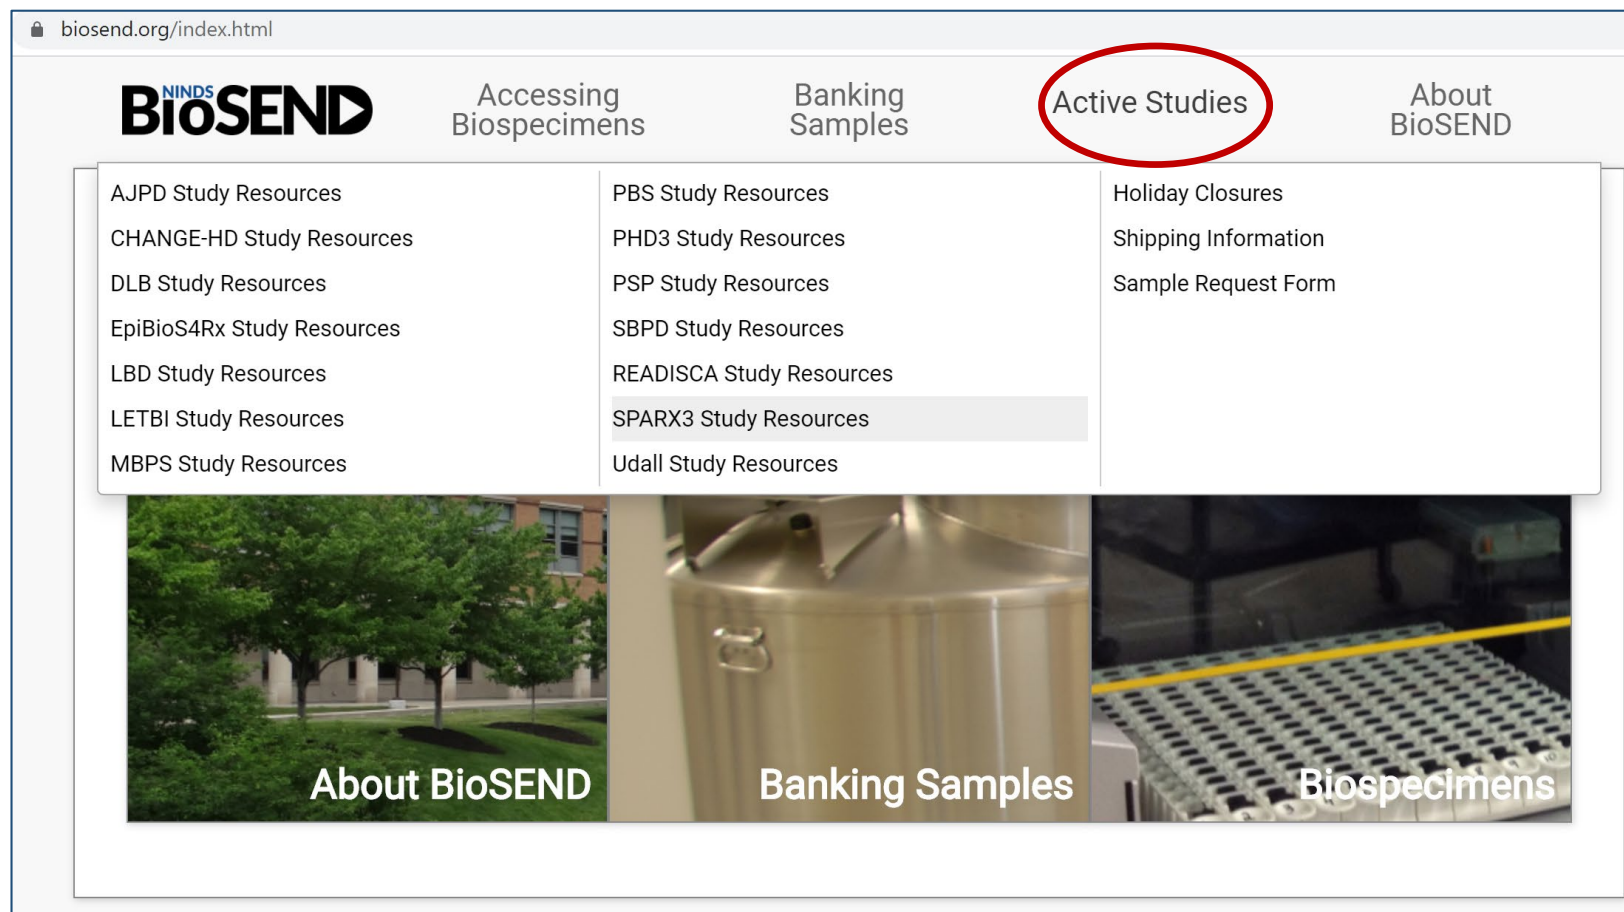 biosend.org/index.html
NINDS
BioSEND
Accessing
Biospecimens
Banking
Samples
Active Studies
About
BioSEND
AJPD Study Resources
CHANGE-HD Study Resources
DLB Study Resources
EpiBioS4Rx Study Resources
LBD Study Resources
LETBI Study Resources
MBPS Study Resources
PBS Study Resources
PHD3 Study Resources
PSP Study Resources
SBPD Study Resources
READISCA Study Resources
SPARX3 Study Resources
Udall Study Resources
Holiday Closures
Shipping Information
Sample Request Form
About BioSEND
Banking Samples
Biospecimens